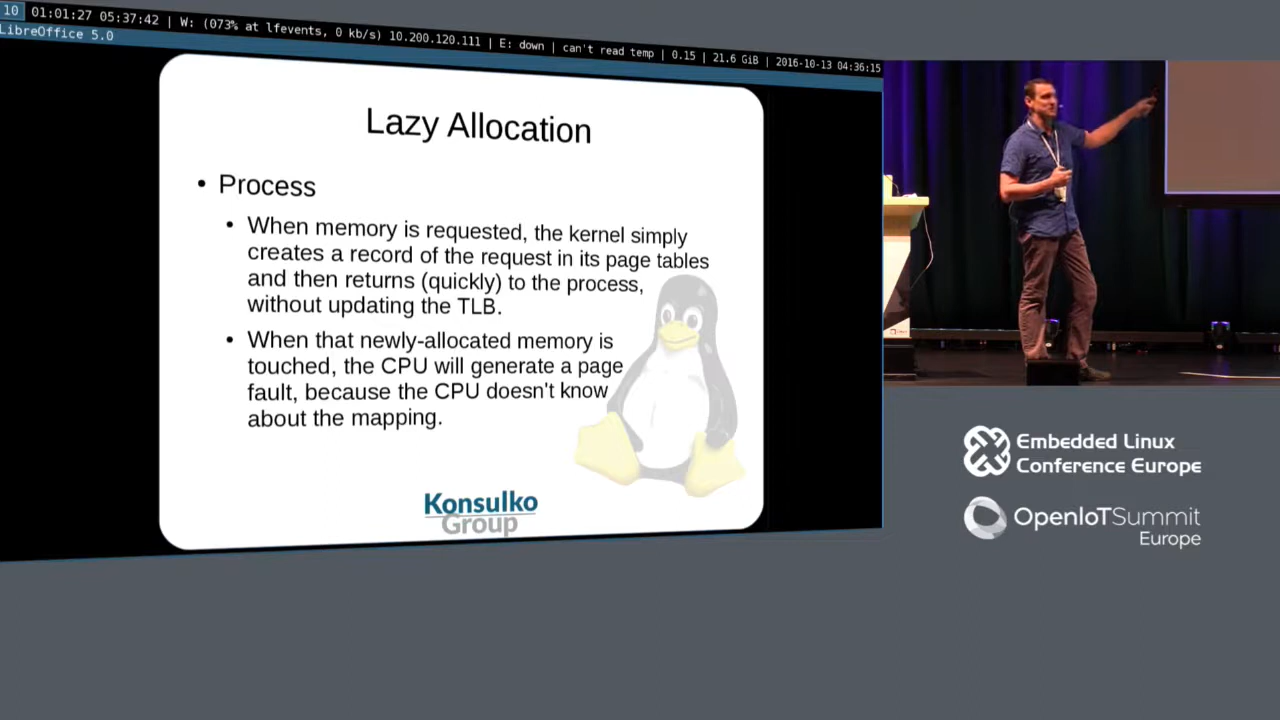 10 01:01:27 05:37:42 | W: (073% at lfevents, 0 kb/s) 10.200.120.111 | E: down | can't read temp | 0.15 | 21.6 GiB | 2016-10-13 04:36:15
LibreOffice 5.0
Lazy Allocation
• Process
• When memory is requested, the kernel simply
creates a record of the request in its page tables
and then returns (quickly) to the process,
without updating the TLB.
• When that newly-allocated memory is
touched, the CPU will generate a page
fault, because the CPU doesn't know
about the mapping.
Konsulko
Group
Embedded Linux
Conference Europe
OpenIoTSummit
Europe